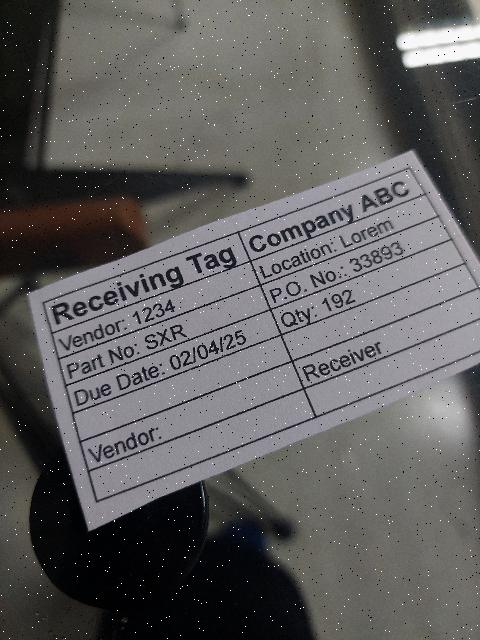 Receiving Tag Company ABC
Vendor: 1234 Location: Lorem
Part No: SXR P.O. No.: 33893
Due Date: 02/04/25 Qty: 192
Receiver
Vendor: